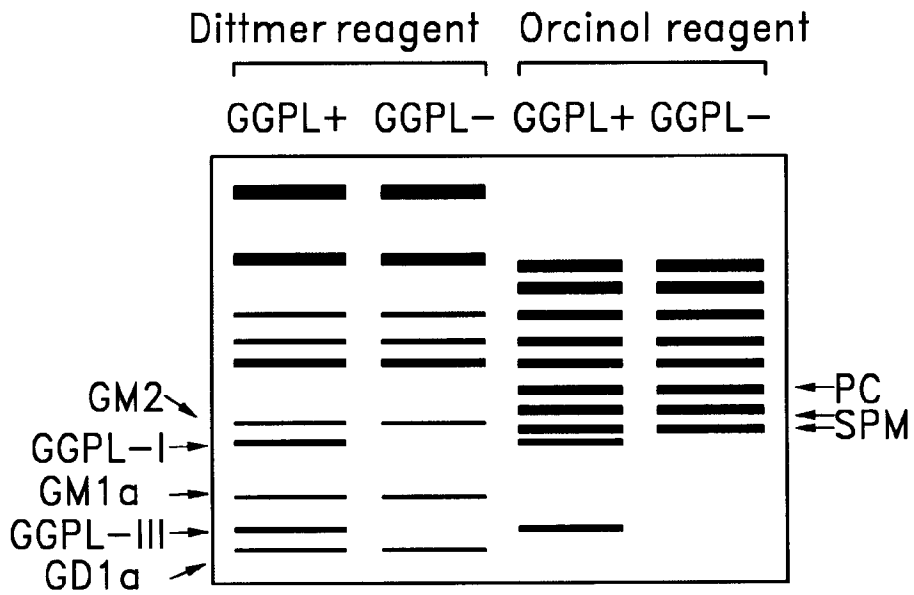 Dittmer reagent Orcinol reagent
GGPL+ GGPL- GGPL+ GGPL-
GM2
GGPL-I
GM1a
GGPL-III
GD1a
PC
SPM